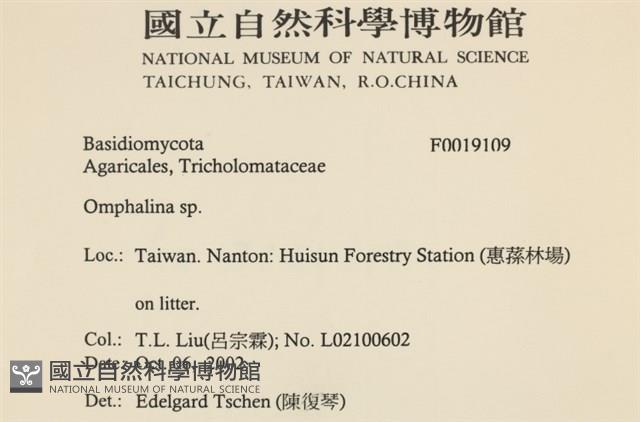 國立自然科學博物館
NATIONAL MUSEUM OF NATURAL SCIENCE
TAICHUNG, TAIWAN, R.O.CHINA
Basidiomycota F0019109
Agaricales, Tricholomataceae
Omphalina sp.
Loc.: Taiwan. Nanton: Huisun Forestry Station (惠蓀林場)
on litter.
Col.: T.L. Liu(呂宗霖); No. L02100602
Date: Oct. 06, 2002
國立自然科學博物館
NATIONAL MUSEUM OF NATURAL SCIENCE
Det.: Edelgard Tschen (陳復琴)